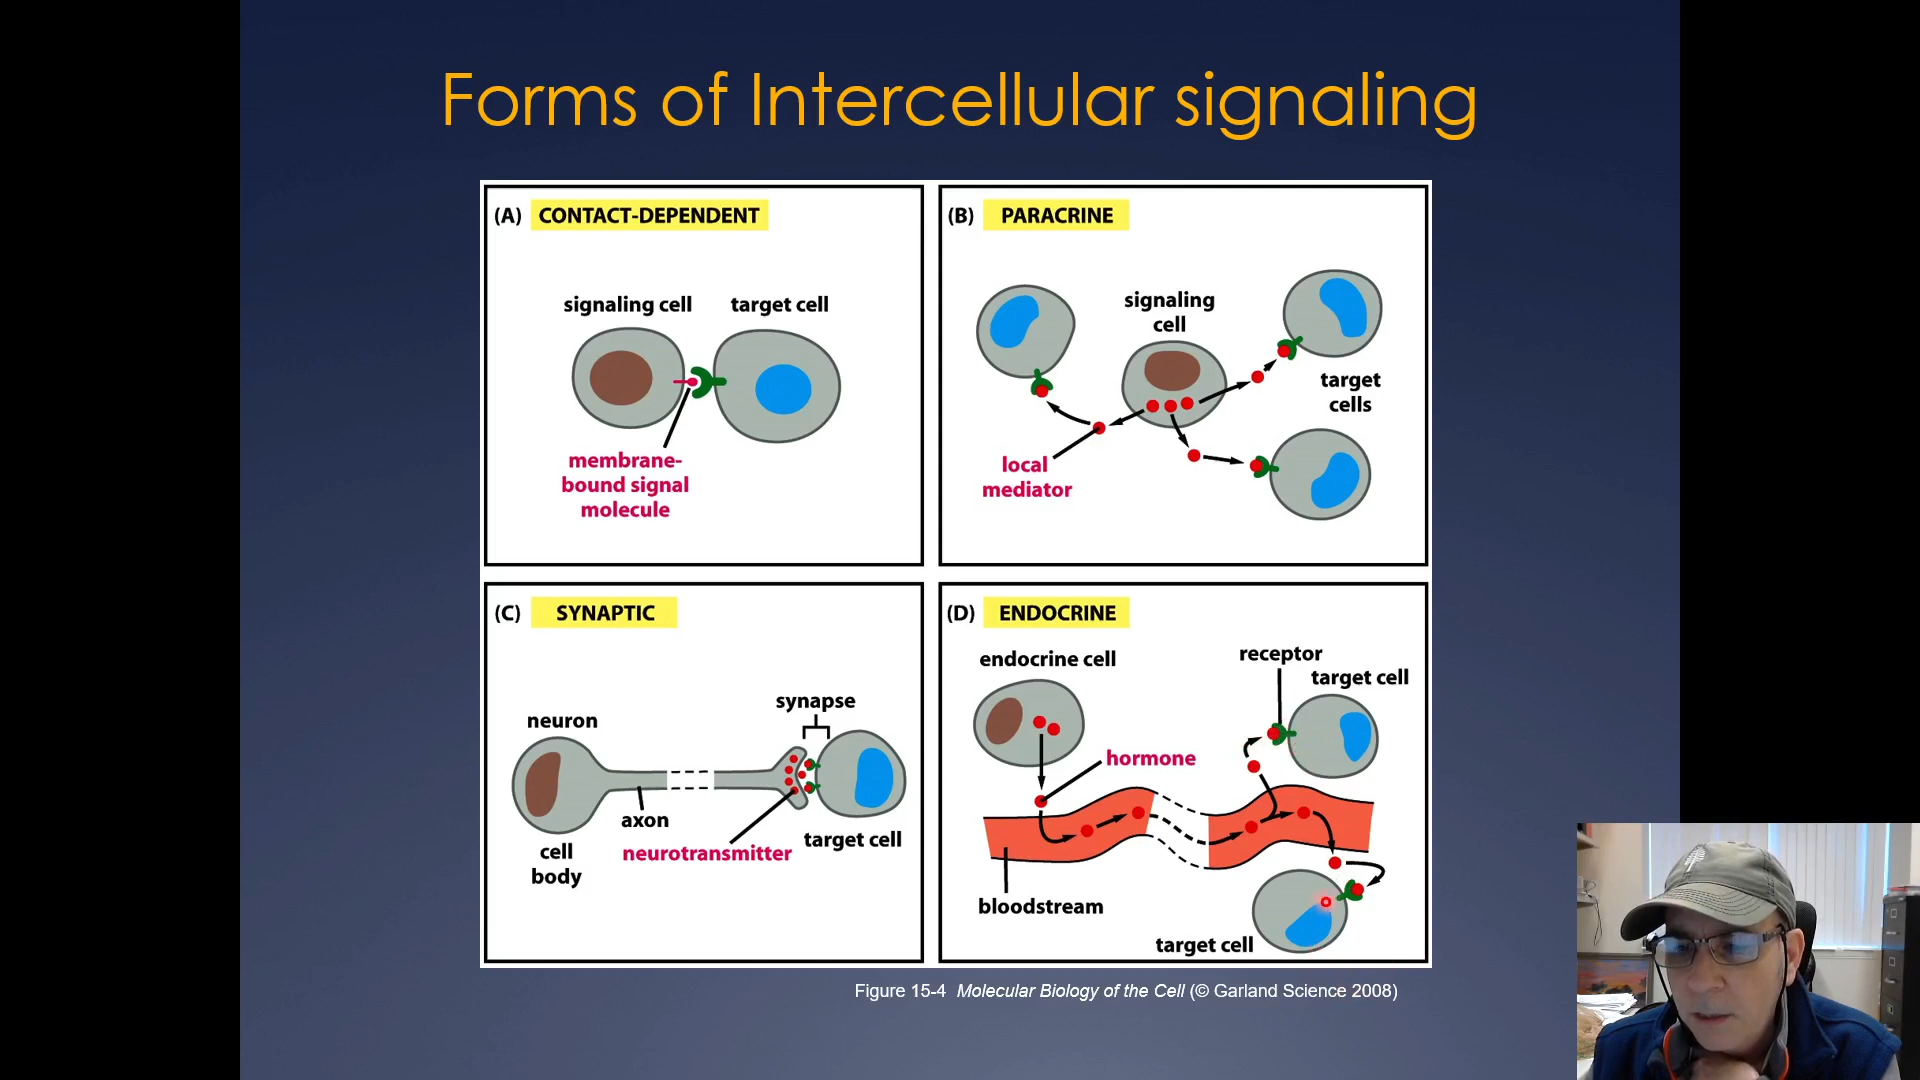 Forms of Intercellular signaling
(A) CONTACT-DEPENDENT
signaling cell
target cell
membrane-
bound signal
molecule
(B) PARACRINE
signaling
cell
target
cells
local
mediator
(C) SYNAPTIC
synapse
neuron
axon
cell
body
neurotransmitter
target cell
(D) ENDOCRINE
endocrine cell
receptor
target cell
hormone
bloodstream
target cell
Figure 15-4 Molecular Biology of the Cell (© Garland Science 2008)